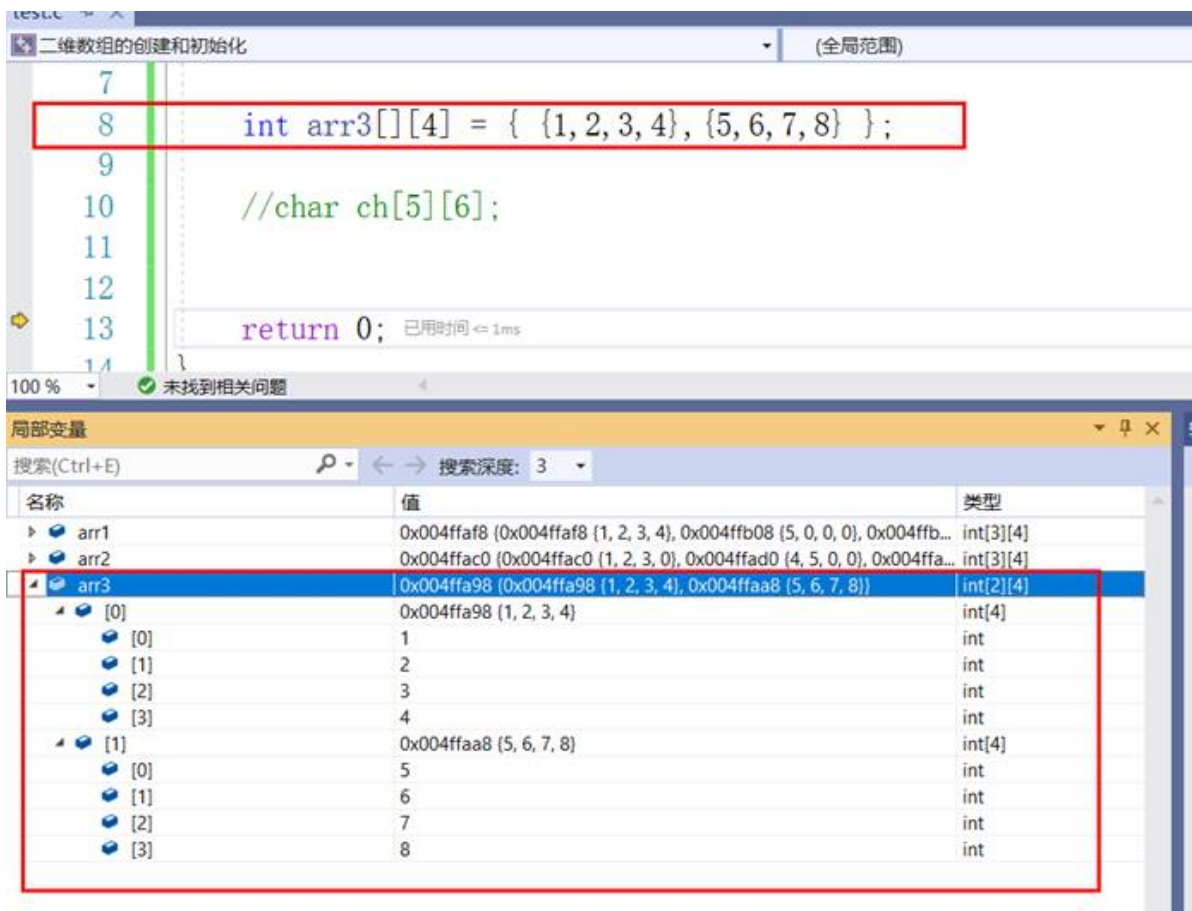 test.c
二维数组的创建和初始化 (全局范围)
7
8 int arr3[][4] = { {1,2,3,4},{5,6,7,8} };
9
10 //char ch[5][6];
11
12
13 return 0; 已用时间 <= 1ms
14 }
100 % 未找到相关问题
局部变量
搜索(Ctrl+E) 搜索深度: 3
名称 值 类型
arr1 0x004ffaf8 {0x004ffaf8 {1, 2, 3, 4}, 0x004ffb08 {5, 0, 0, 0}, 0x004ffb... int[3][4]
arr2 0x004ffac0 {0x004ffac0 {1, 2, 3, 0}, 0x004ffad0 {4, 5, 0, 0}, 0x004ffa... int[3][4]
arr3 0x004ffa98 {0x004ffa98 {1, 2, 3, 4}, 0x004ffaa8 {5, 6, 7, 8}} int[2][4]
[0] 0x004ffa98 {1, 2, 3, 4} int[4]
[0] 1 int
[1] 2 int
[2] 3 int
[3] 4 int
[1] 0x004ffaa8 {5, 6, 7, 8} int[4]
[0] 5 int
[1] 6 int
[2] 7 int
[3] 8 int